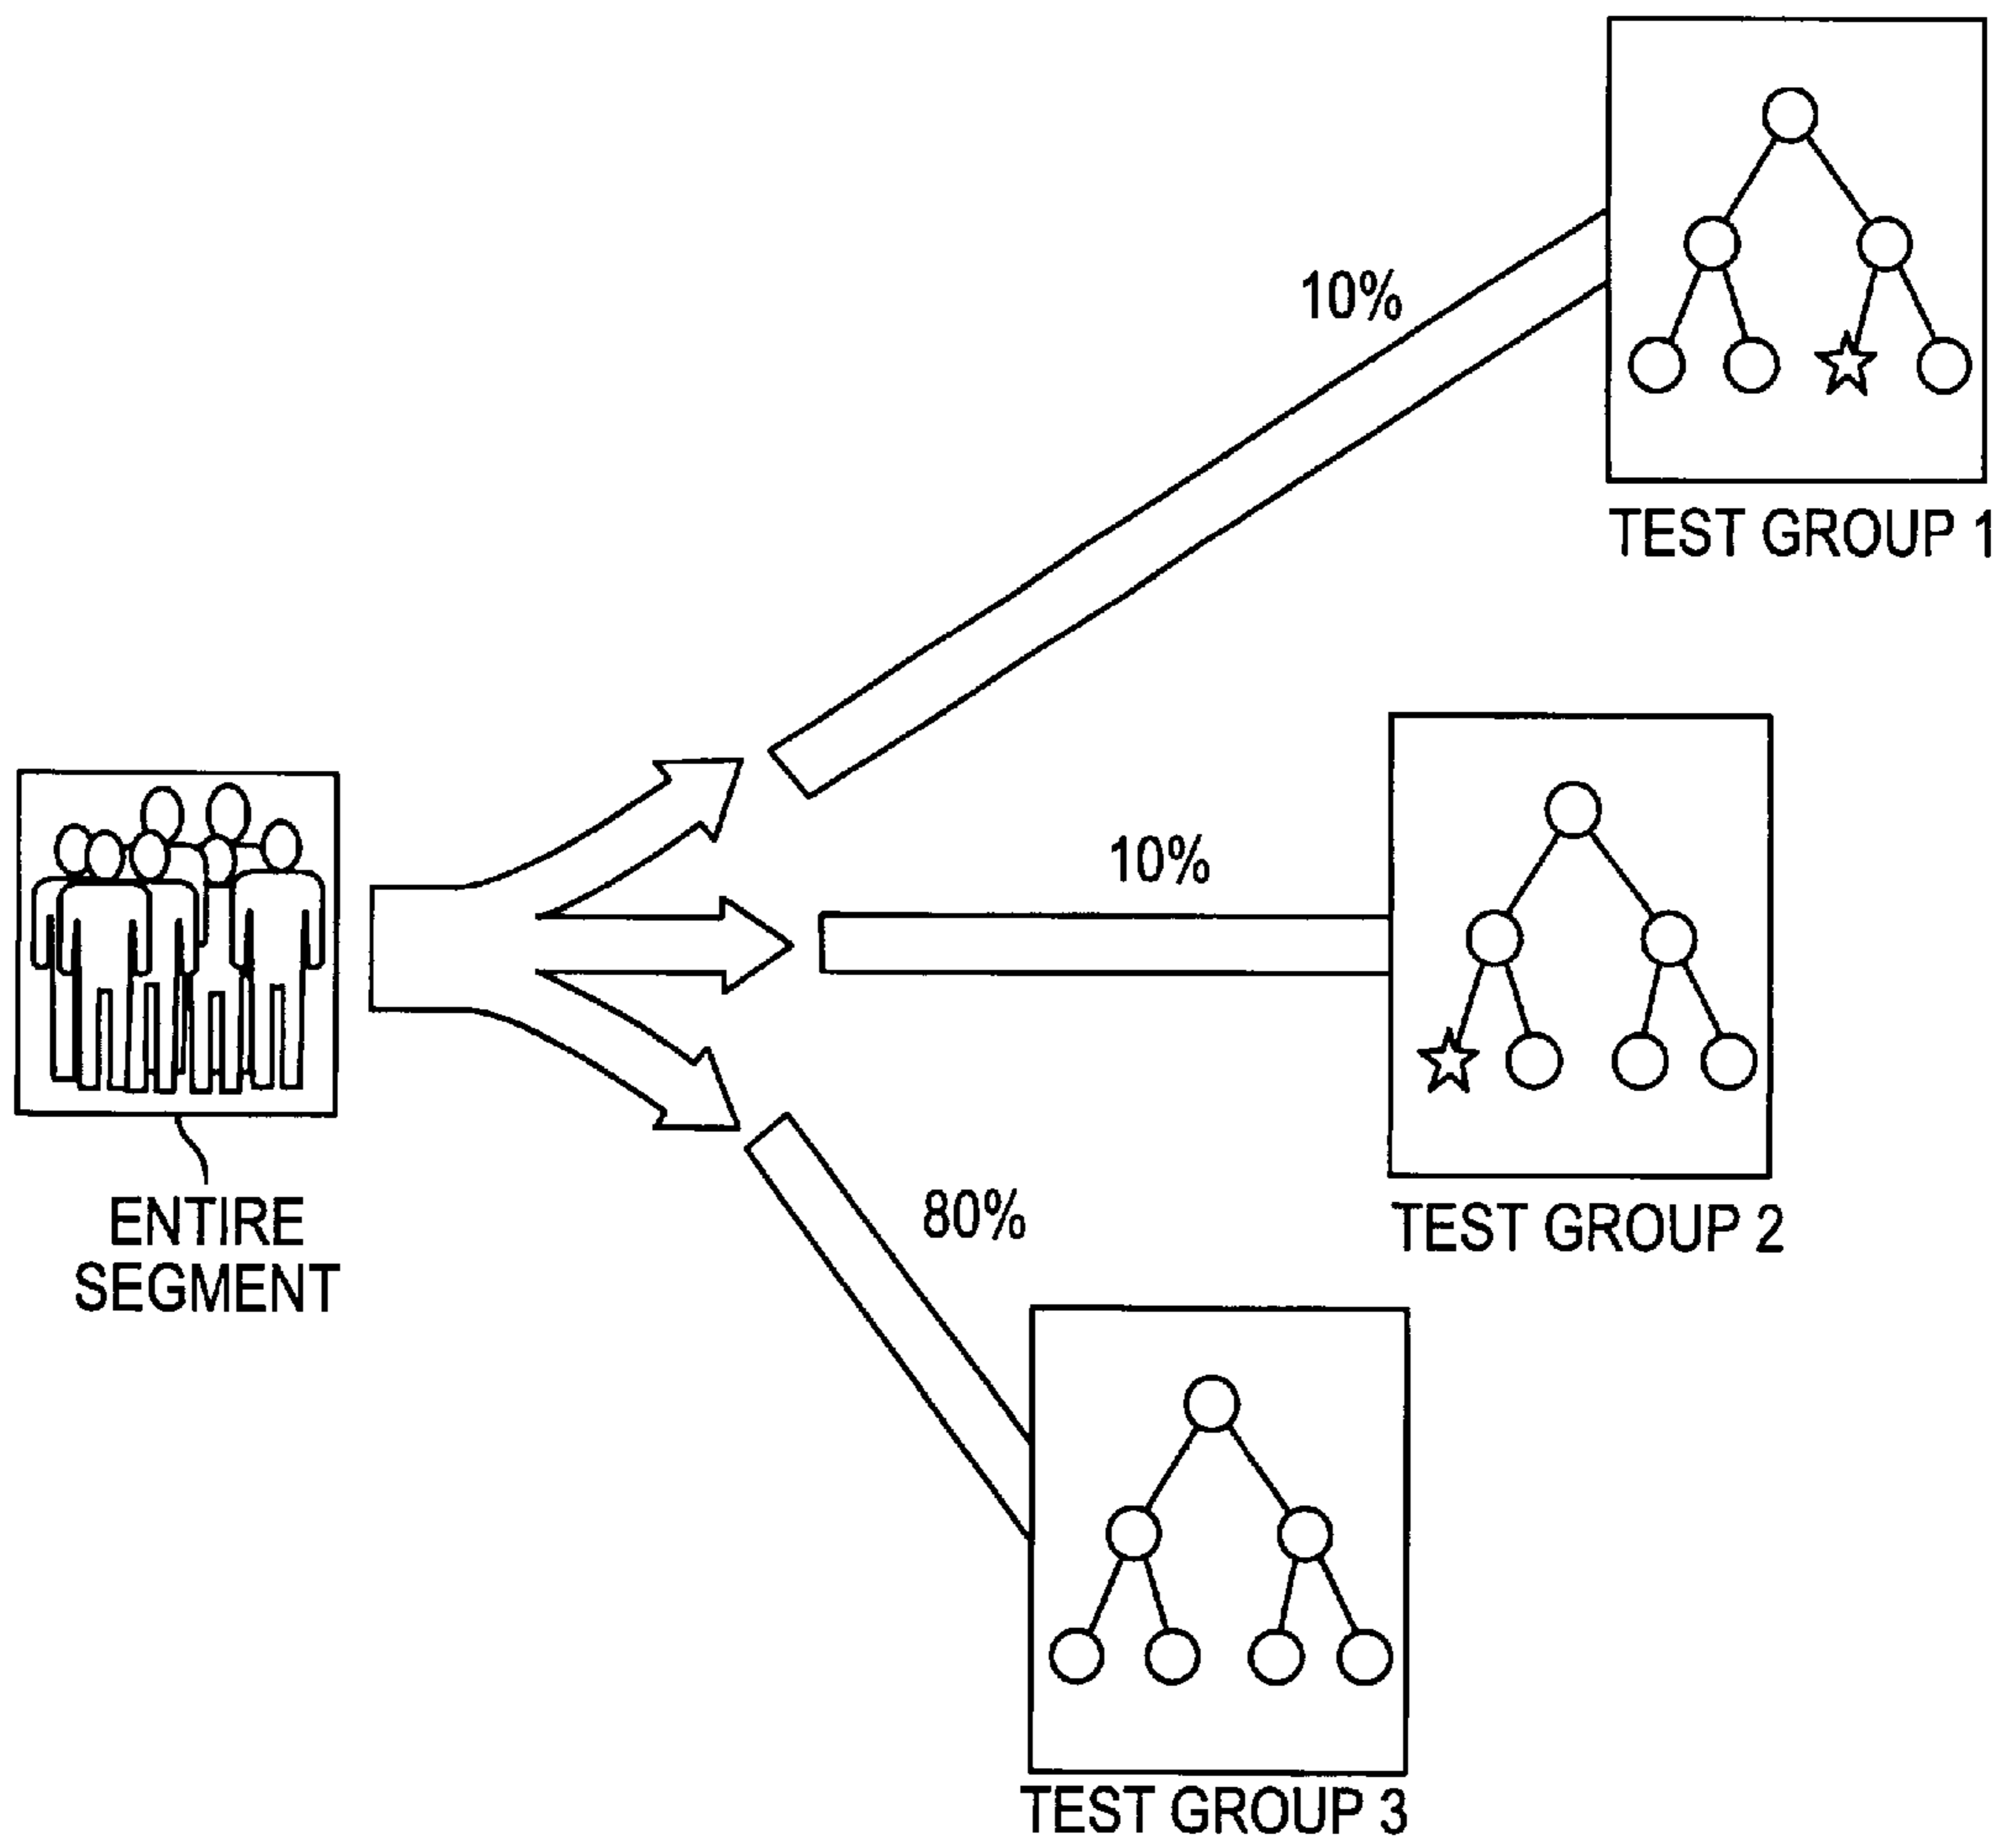 10%
TEST GROUP 1
10%
TEST GROUP 2
ENTIRE
SEGMENT
80%
TEST GROUP 3